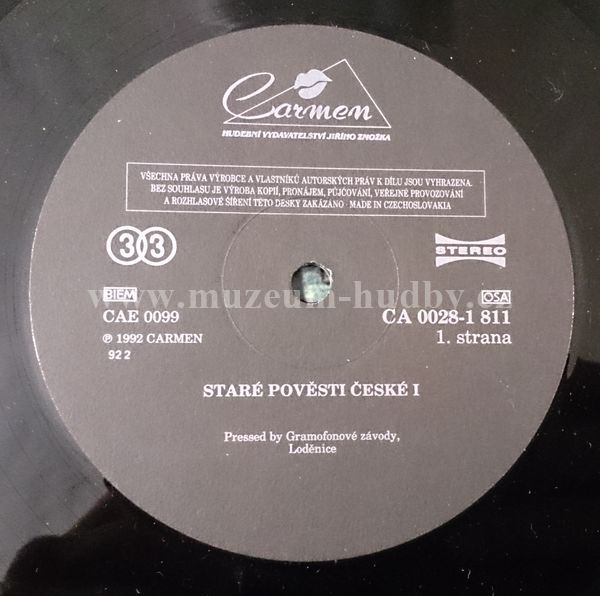 Carmen
HUDEBNÍ VYDAVATELSTVÍ JIŘÍHO ZMOŽKA
VŠECHNA PRÁVA VÝROBCE A VLASTNÍKŮ AUTORSKÝCH PRÁV K DÍLU JSOU VYHRAZENA.
BEZ SOUHLASU JE VÝROBA KOPIÍ, PRONÁJEM, PŮJČOVÁNÍ, VEŘEJNÉ PROVOZOVÁNÍ
A ROZHLASOVÉ ŠÍŘENÍ TÉTO DESKY ZAKÁZÁNO · MADE IN CZECHOSLOVAKIA
33
STEREO
BIEM
OSA
www.muzeum-hudby.cz
CAE 0099
CA 0028-1 811
℗ 1992 CARMEN
1. strana
92 2
STARÉ POVĚSTI ČESKÉ I
Pressed by Gramofonové závody,
Loděnice